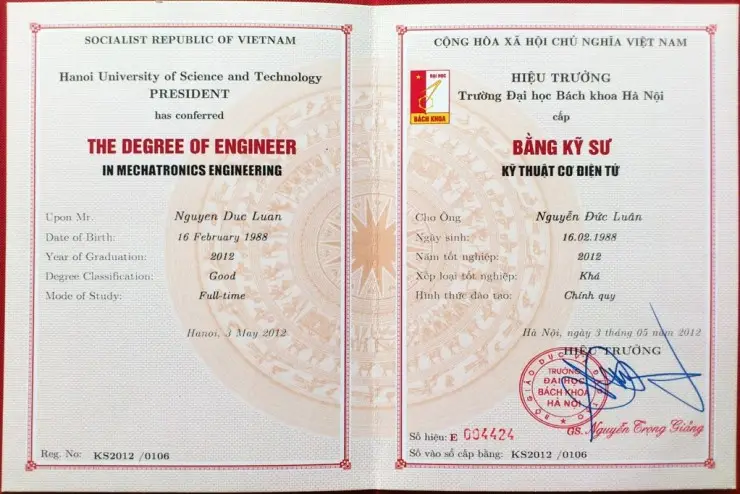 SOCIALIST REPUBLIC OF VIETNAM
Hanoi University of Science and Technology
PRESIDENT
has conferred
THE DEGREE OF ENGINEER
IN MECHATRONICS ENGINEERING
Upon Mr. Nguyen Duc Luan
Date of Birth: 16 February 1988
Year of Graduation: 2012
Degree Classification: Good
Mode of Study: Full-time
Hanoi, 3 May 2012
Reg. No: KS2012 /0106
CỘNG HÒA XÃ HỘI CHỦ NGHĨA VIỆT NAM
ĐẠI HỌC
BÁCH KHOA
HIỆU TRƯỞNG
Trường Đại học Bách khoa Hà Nội
cấp
BẰNG KỸ SƯ
KỸ THUẬT CƠ ĐIỆN TỬ
Cho Ông Nguyễn Đức Luân
Ngày sinh: 16.02.1988
Năm tốt nghiệp: 2012
Xếp loại tốt nghiệp: Khá
Hình thức đào tạo: Chính quy
Hà Nội, ngày 3 tháng 05 năm 2012
HIỆU TRƯỞNG
BỘ GIÁO DỤC VÀ ĐÀO TẠO
TRƯỜNG
ĐẠI HỌC
BÁCH KHOA
HÀ NỘI
GS. Nguyễn Trọng Giảng
Số hiệu: E 004424
Số vào sổ cấp bằng: KS2012 /0106